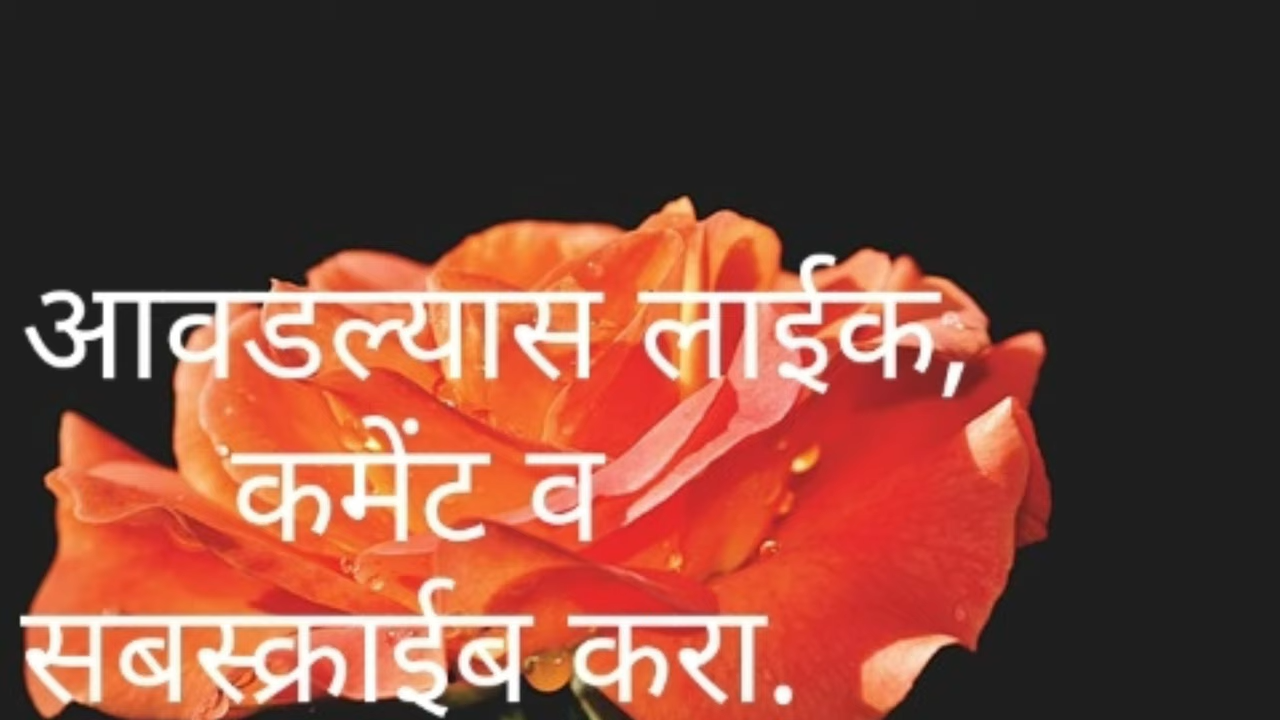 आवडल्यास लाईक,
कमेंट व
सबस्क्राईब करा.